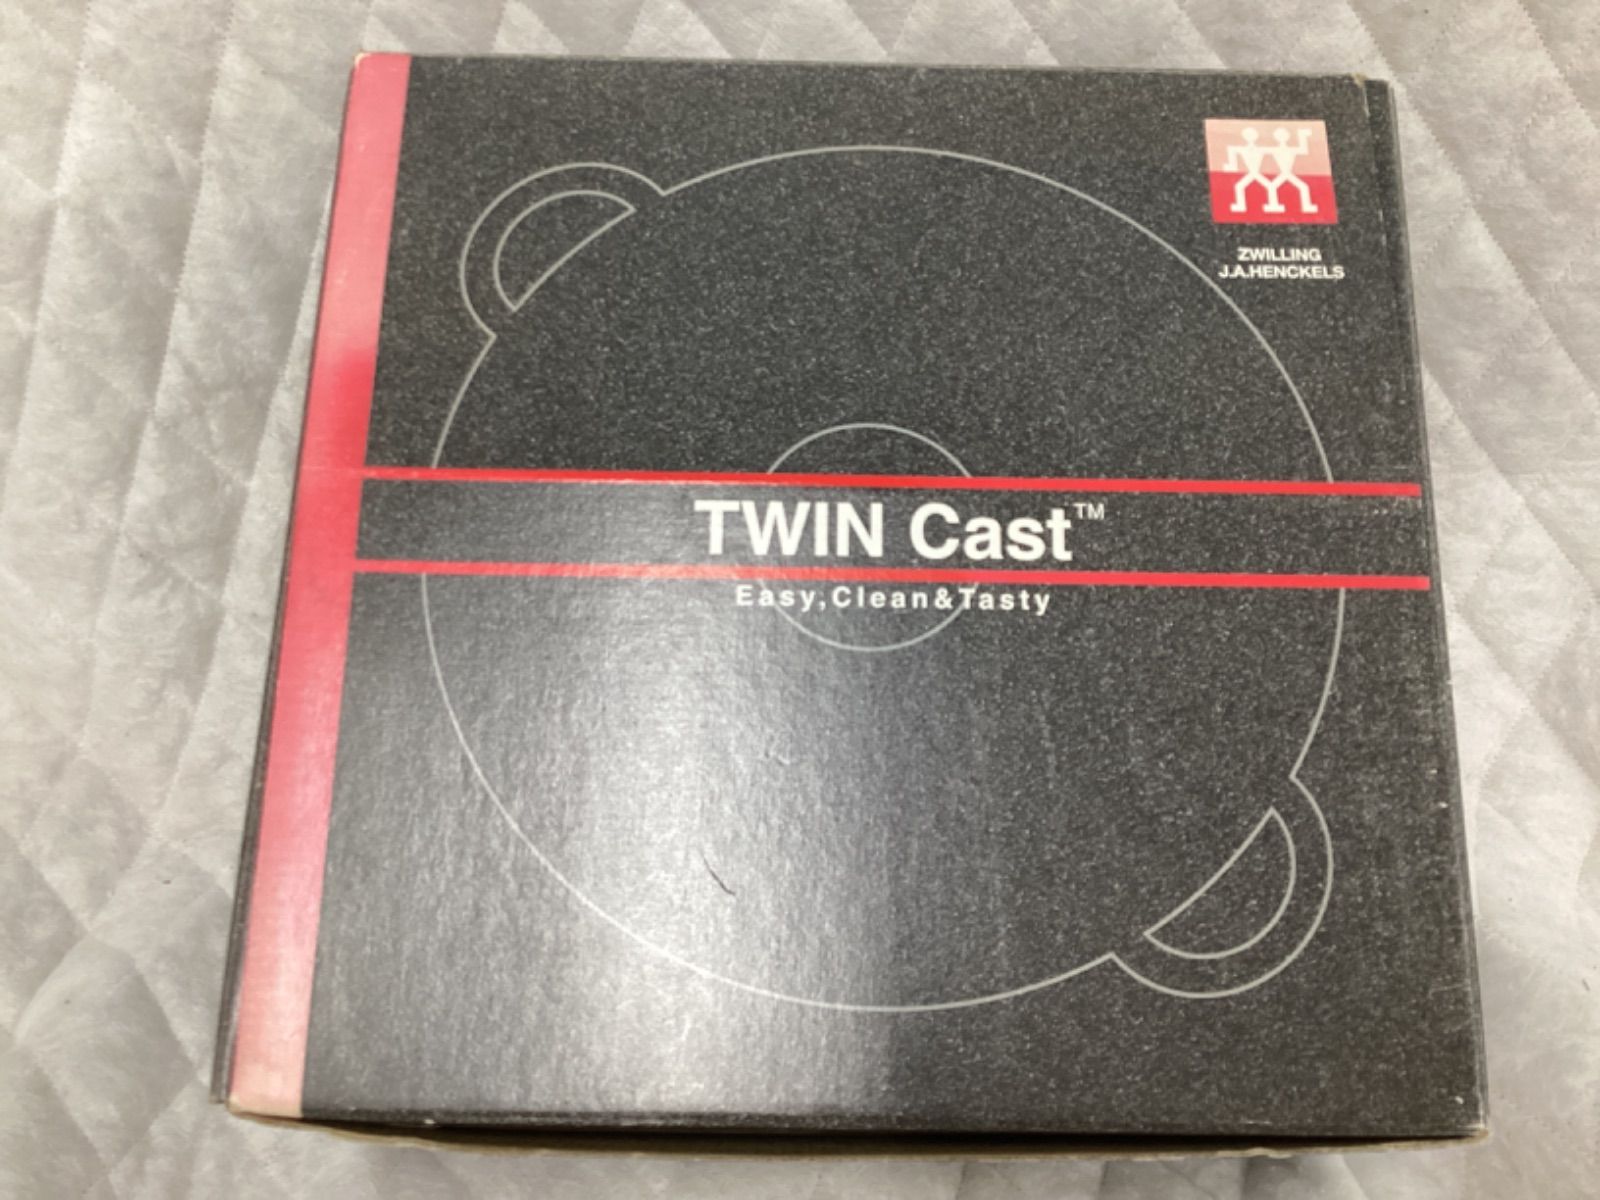 ZWILLING
J.A.HENCKELS
TWIN Cast™
Easy,Clean&Tasty